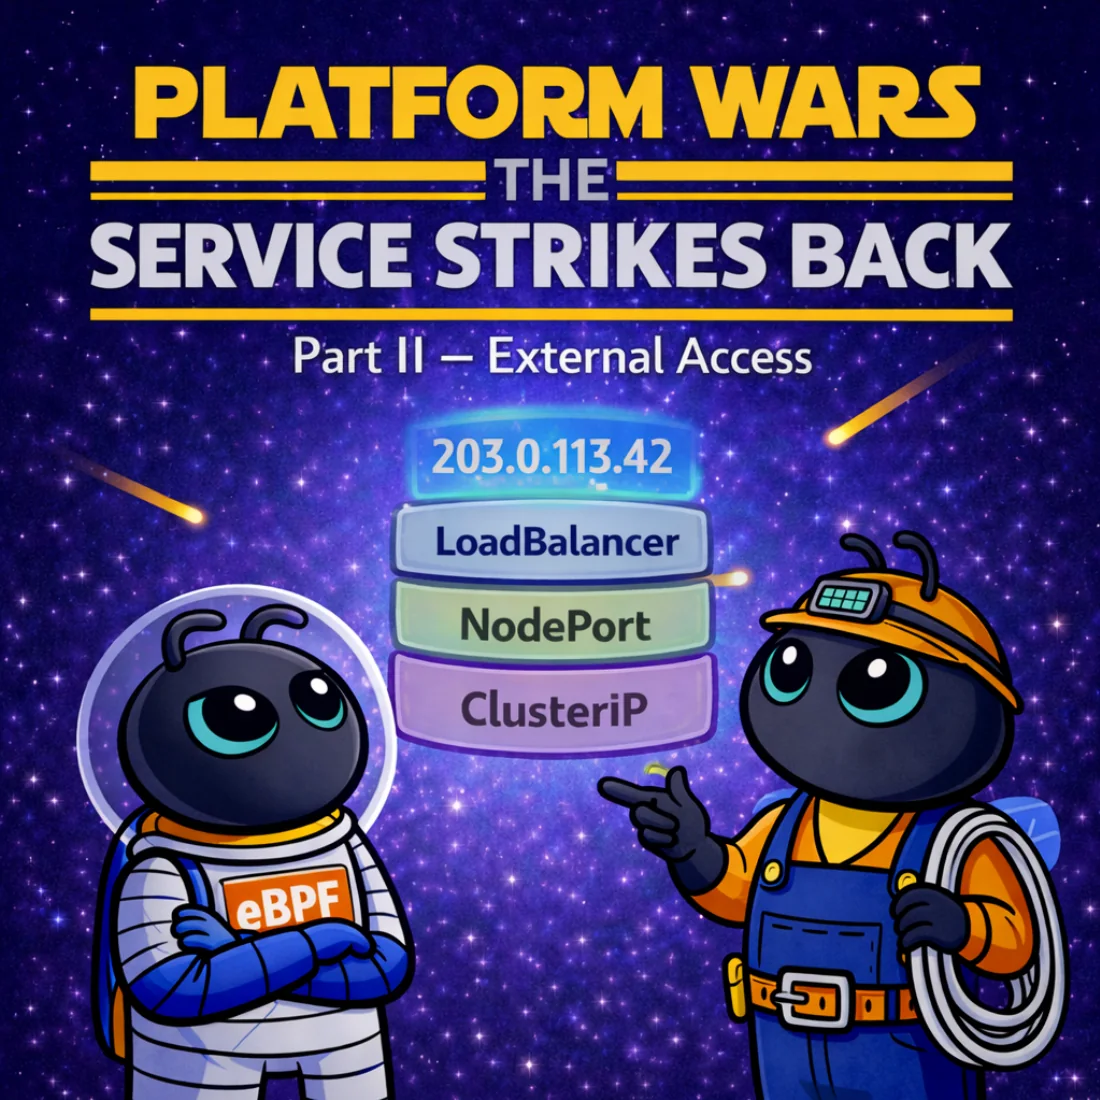 PLATFORM WARS
THE
SERVICE STRIKES BACK
Part II – External Access
203.0.113.42
LoadBalancer
NodePort
ClusteriP
eBPF